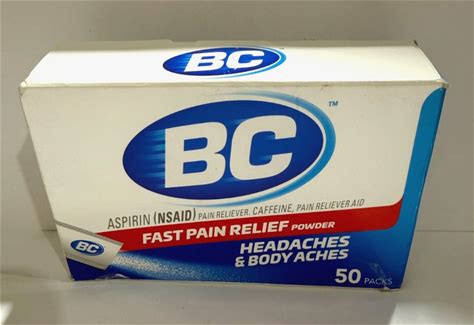 BC
BC
™
ASPIRIN (NSAID) PAIN RELIEVER, CAFFEINE, PAIN RELIEVER AID
FAST PAIN RELIEF POWDER
BC
HEADACHES
& BODY ACHES
50 PACKS